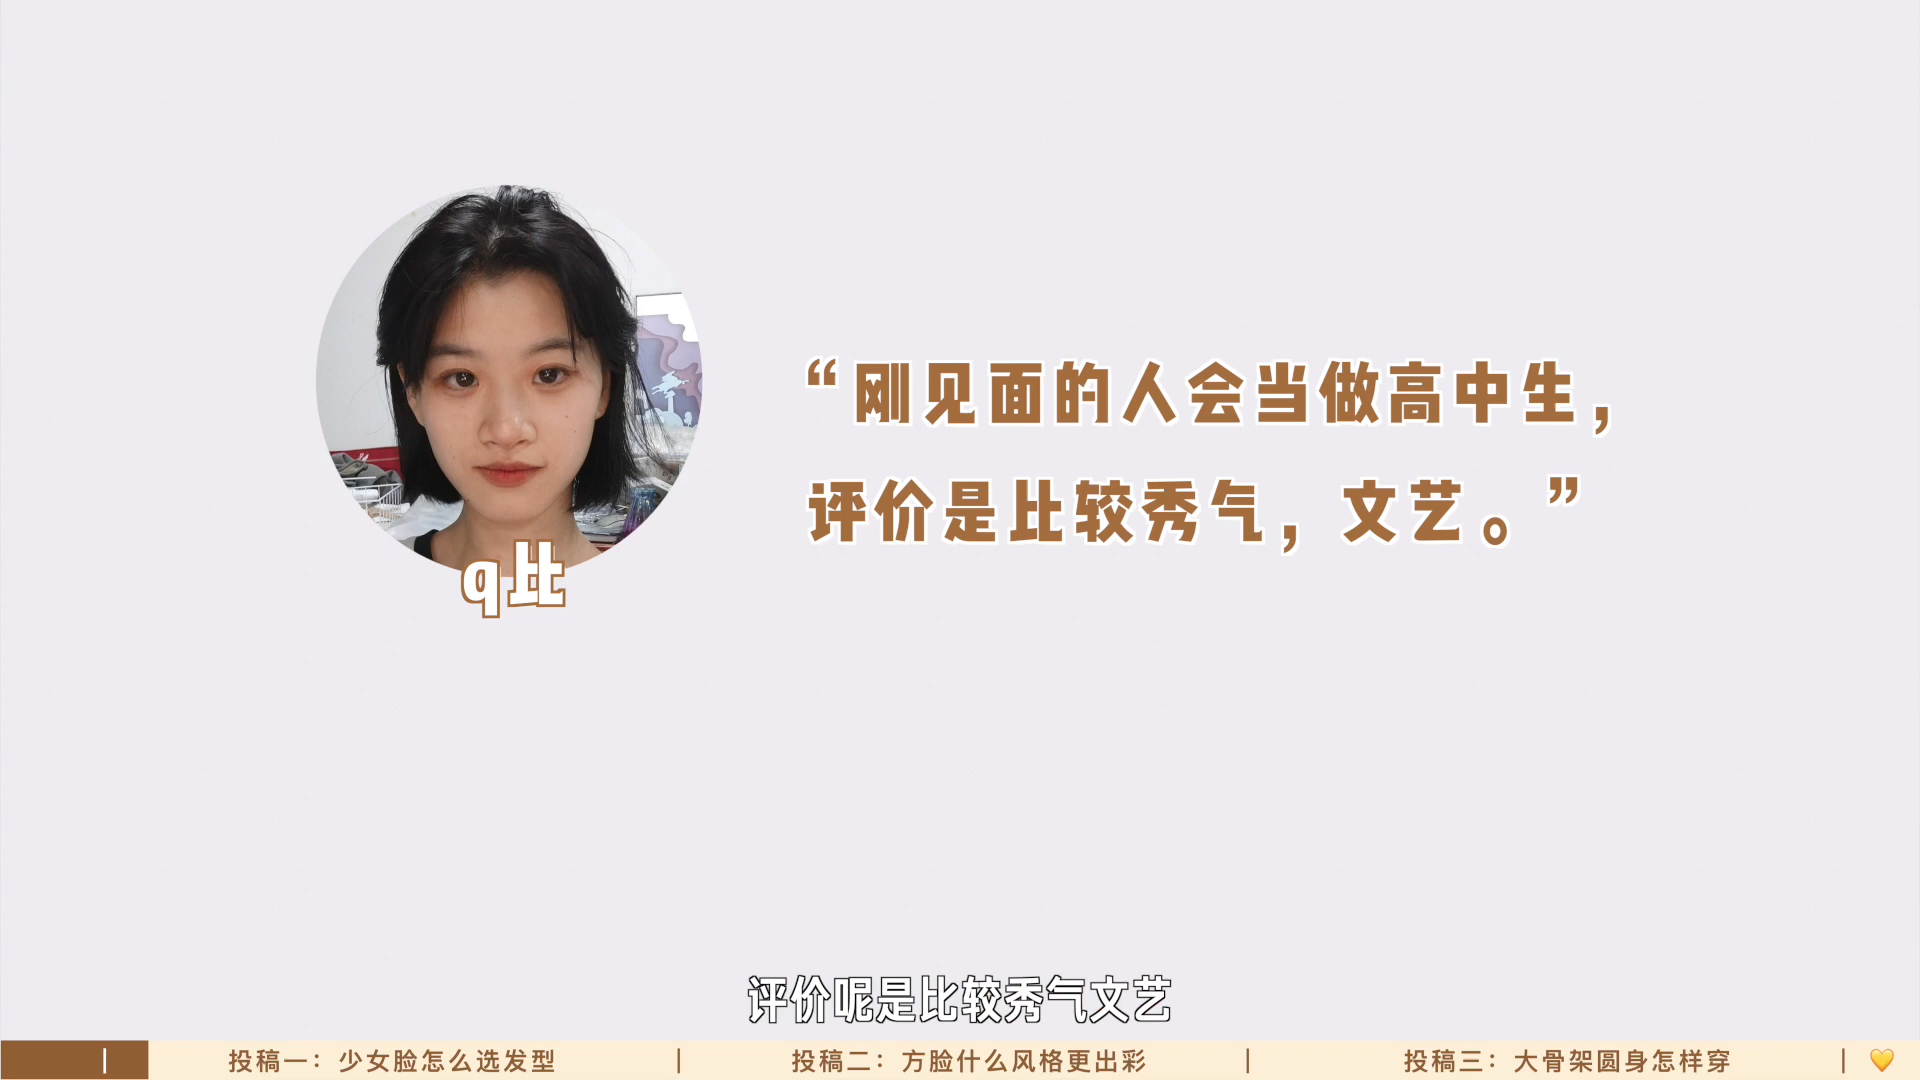 “刚见面的人会当做高中生，
评价是比较秀气，文艺。”
q比
评价呢是比较秀气文艺
投稿一：少女脸怎么选发型 | 投稿二：方脸什么风格更出彩 | 投稿三：大骨架圆身怎样穿 | 💛